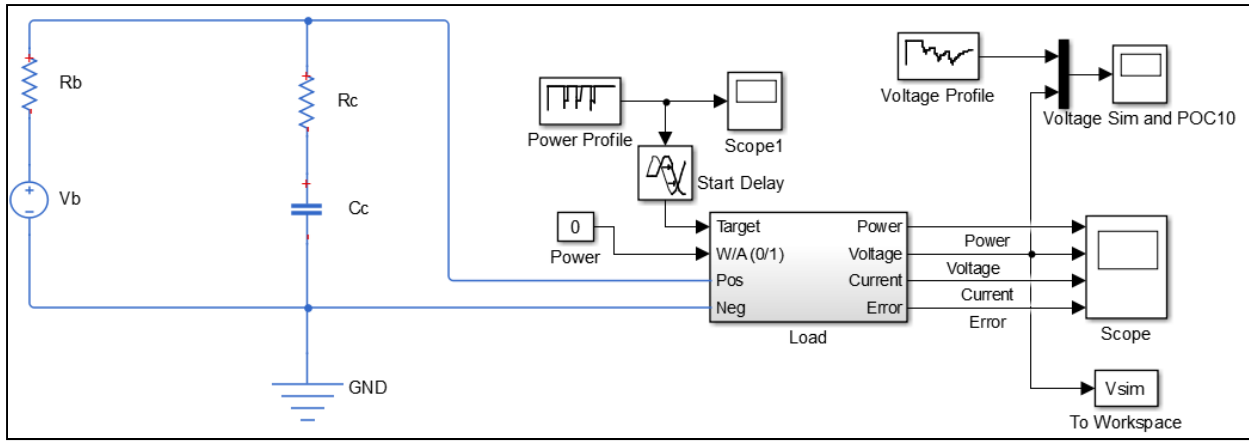 Rb
Rc
Vb
Cc
GND
Power Profile
Scope1
Start Delay
0
Power
Target
W/A (0/1)
Pos
Neg
Power
Voltage
Current
Error
Load
Power
Voltage
Current
Error
Voltage Profile
Voltage Sim and POC10
Scope
Vsim
To Workspace